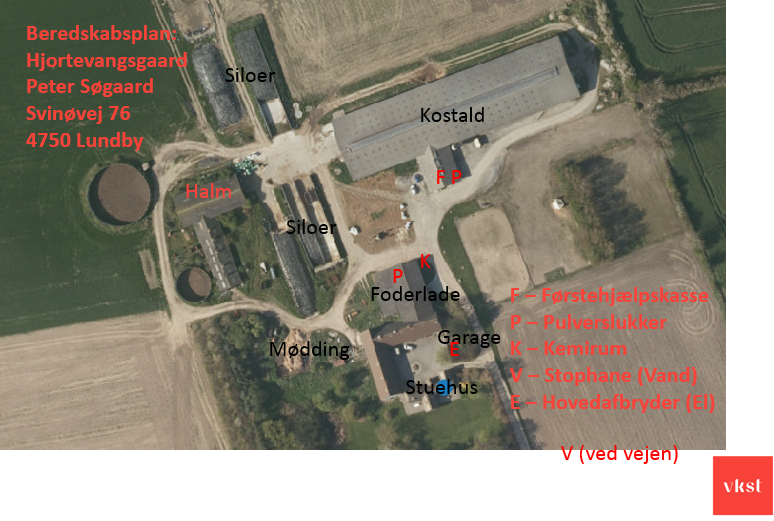 Beredskabsplan:
Hjortevangsgaard
Peter Søgaard
Svinøvej 76
4750 Lundby
Siloer
Kostald
F P
Halm
Siloer
K
P
Foderlade
Garage
E
Mødding
Stuehus
F – Førstehjælpskasse
P – Pulverslukker
K – Kemirum
V – Stophane (Vand)
E – Hovedafbryder (El)
V (ved vejen)
vkst